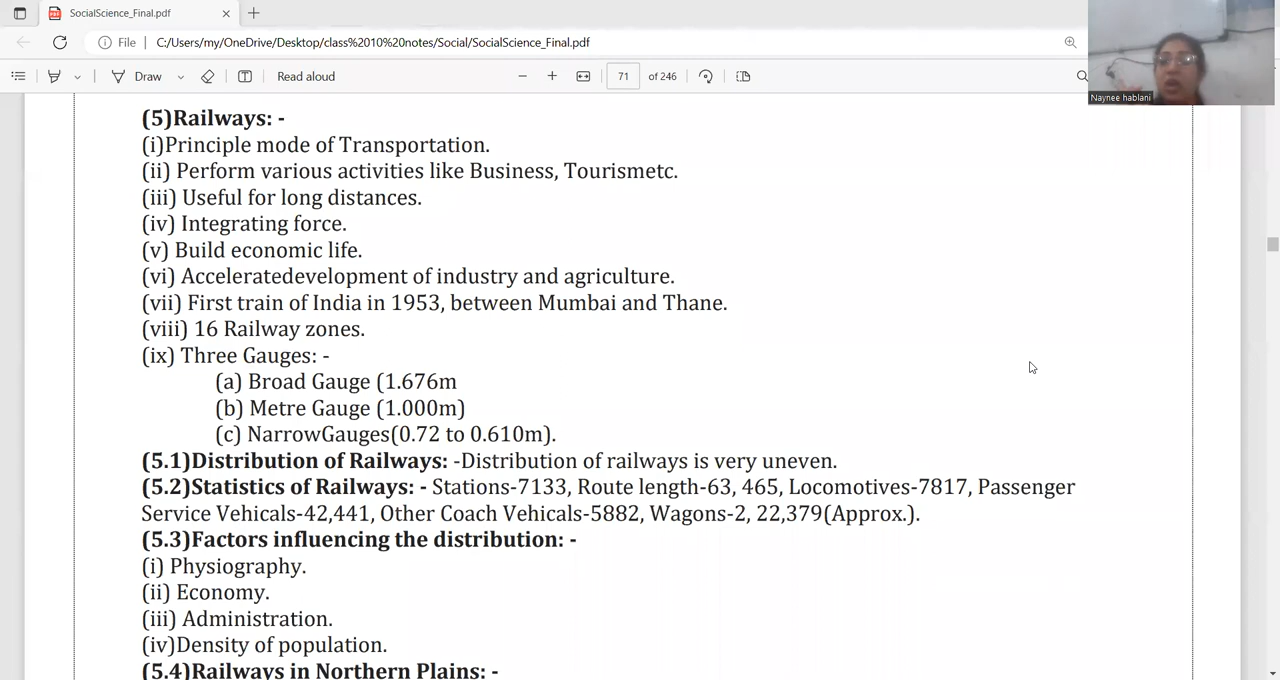 SocialScience_Final.pdf
File C:/Users/my/OneDrive/Desktop/class%2010%20notes/Social/SocialScience_Final.pdf
Draw Read aloud 71 of 246
Naynee hablani
(5)Railways: -
(i)Principle mode of Transportation.
(ii) Perform various activities like Business, Tourismetc.
(iii) Useful for long distances.
(iv) Integrating force.
(v) Build economic life.
(vi) Acceleratedevelopment of industry and agriculture.
(vii) First train of India in 1953, between Mumbai and Thane.
(viii) 16 Railway zones.
(ix) Three Gauges: -
(a) Broad Gauge (1.676m
(b) Metre Gauge (1.000m)
(c) NarrowGauges(0.72 to 0.610m).
(5.1)Distribution of Railways: -Distribution of railways is very uneven.
(5.2)Statistics of Railways: - Stations-7133, Route length-63, 465, Locomotives-7817, Passenger
Service Vehicals-42,441, Other Coach Vehicals-5882, Wagons-2, 22,379(Approx.).
(5.3)Factors influencing the distribution: -
(i) Physiography.
(ii) Economy.
(iii) Administration.
(iv)Density of population.
(5.4)Railways in Northern Plains: -